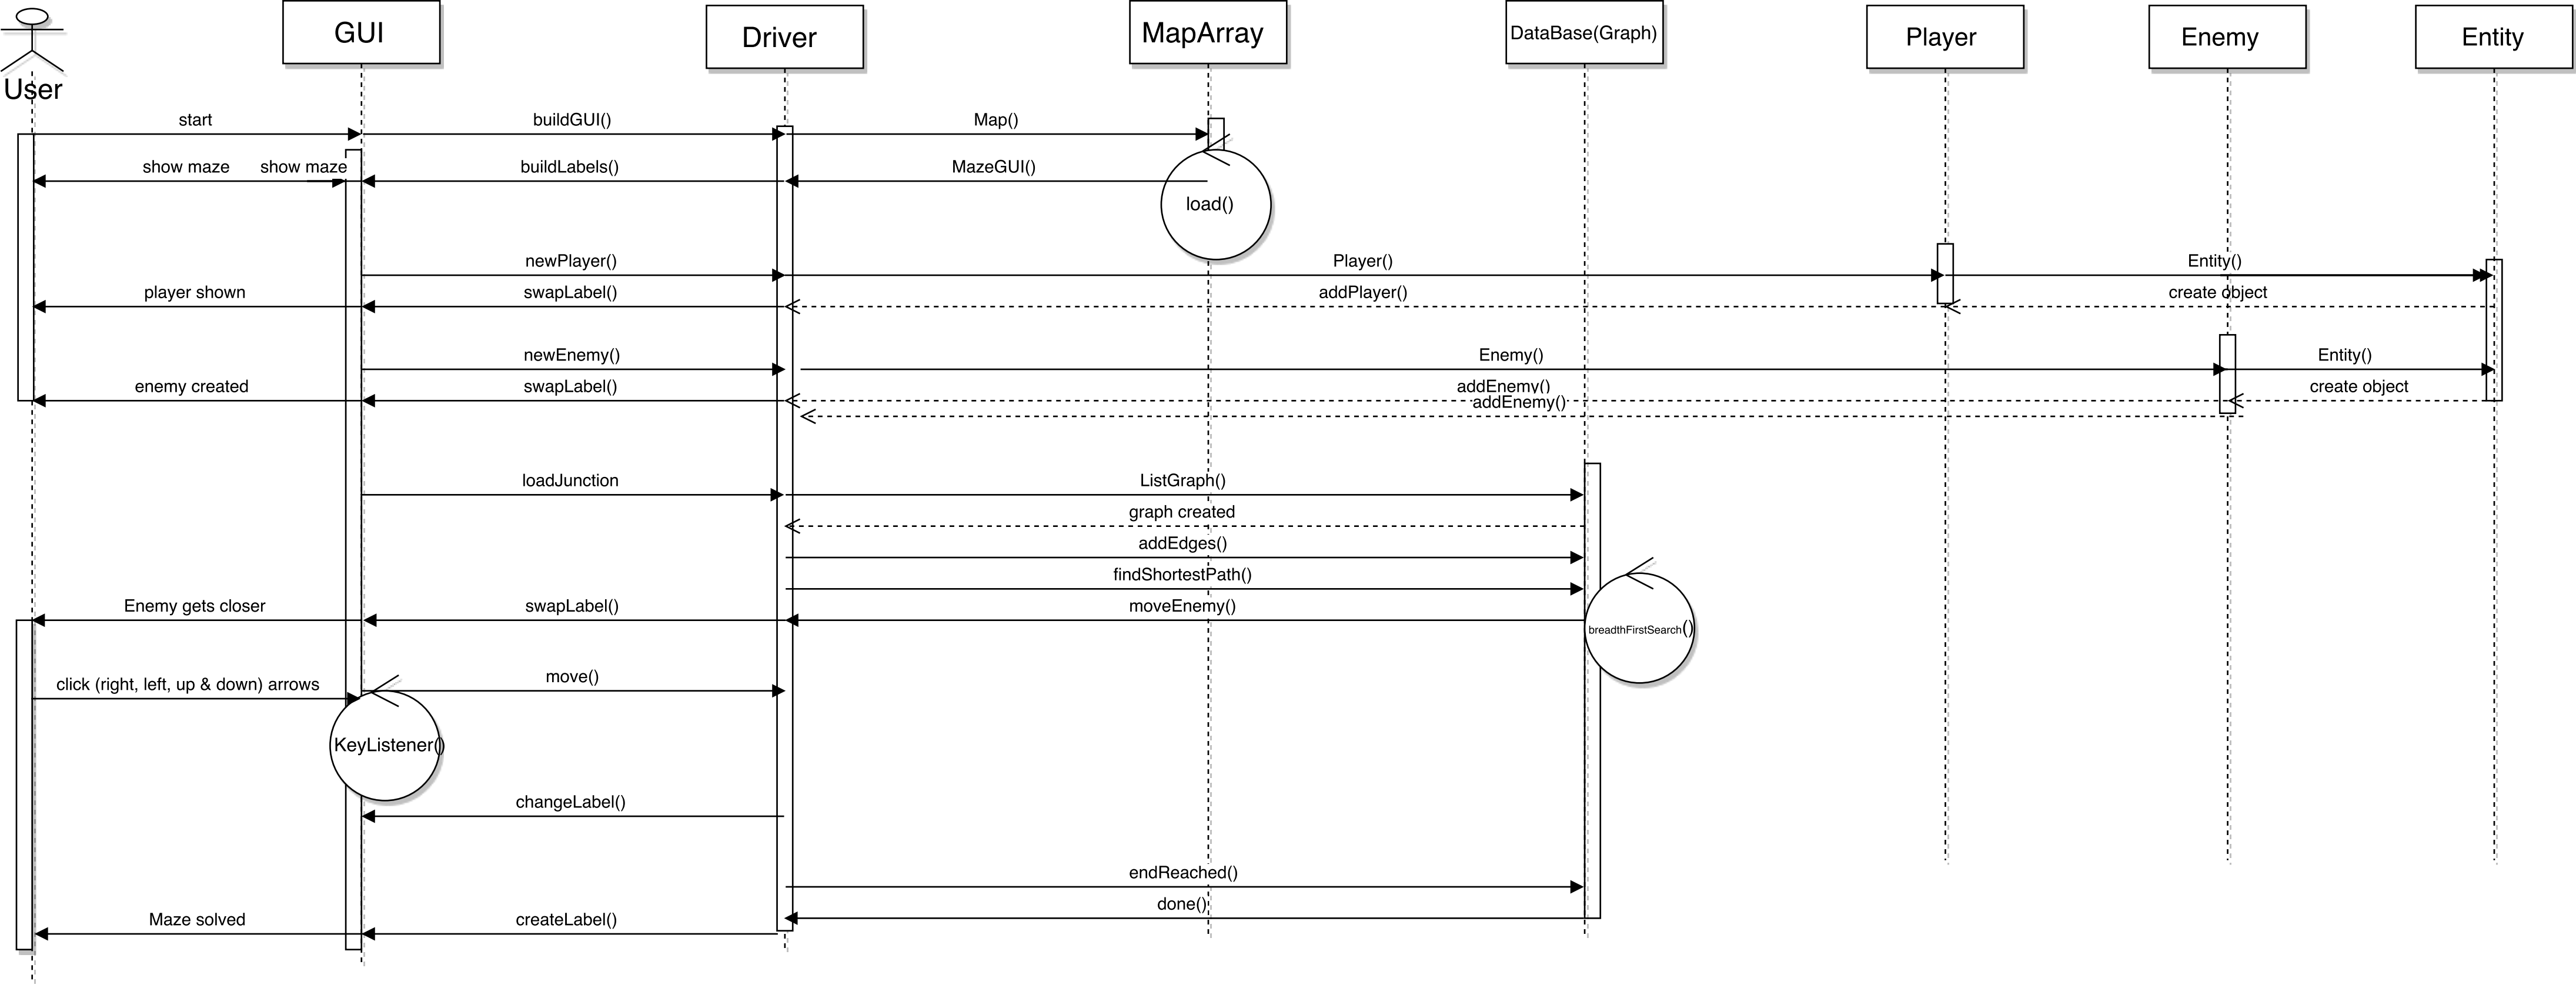 User
GUI
Driver
MapArray
DataBase(Graph)
Player
Enemy
Entity
start
buildGUI()
Map()
show maze
show maze
buildLabels()
MazeGUI()
load()
newPlayer()
Player()
Entity()
player shown
swapLabel()
addPlayer()
create object
newEnemy()
Enemy()
Entity()
enemy created
swapLabel()
addEnemy()
create object
addEnemy()
loadJunction
ListGraph()
graph created
addEdges()
findShortestPath()
Enemy gets closer
swapLabel()
moveEnemy()
breadthFirstSearch()
click (right, left, up & down) arrows
move()
KeyListener()
changeLabel()
endReached()
done()
Maze solved
createLabel()